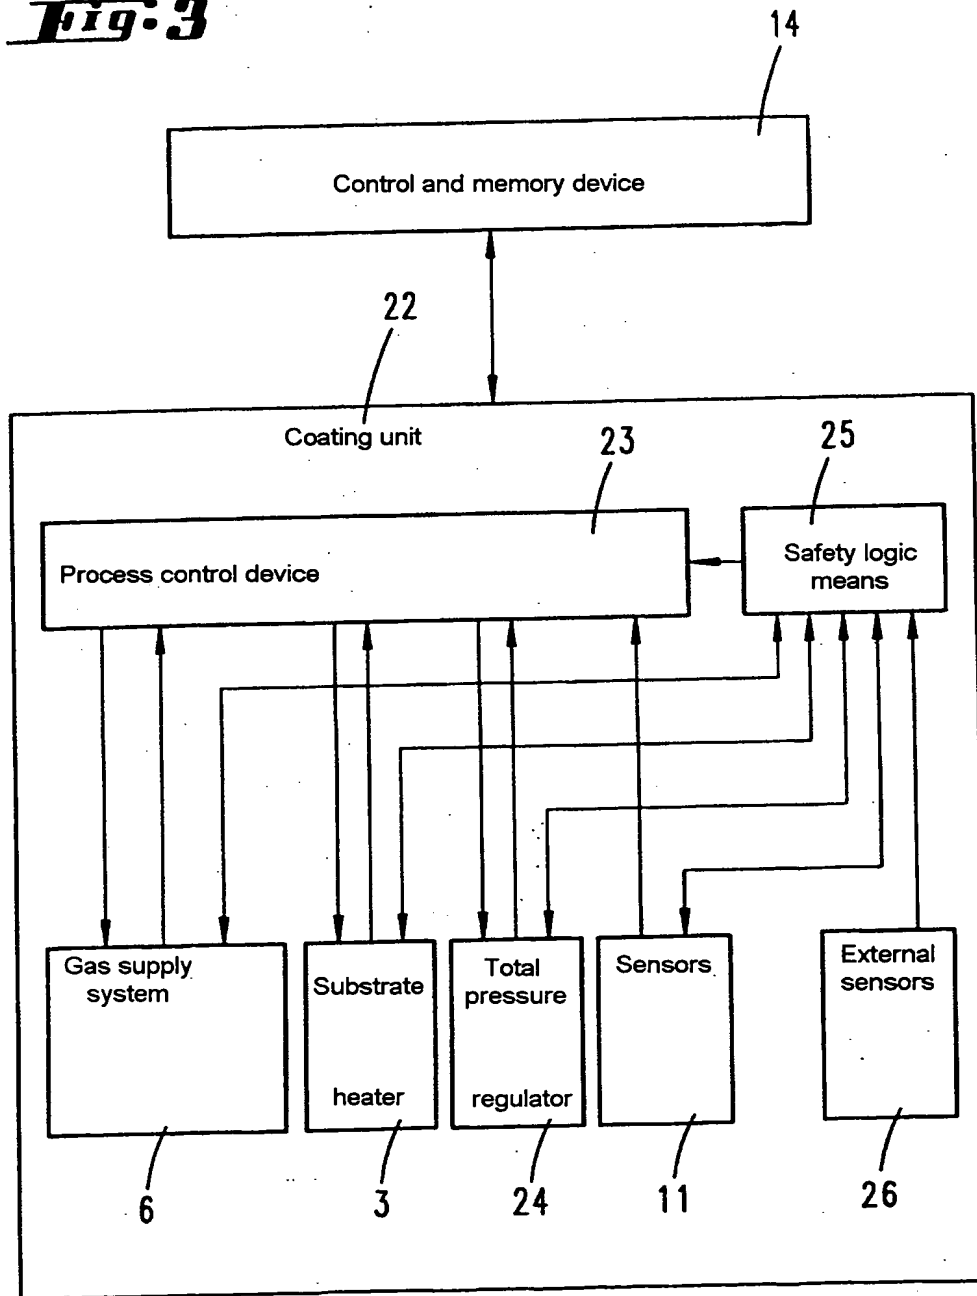 Fig: 3
14
Control and memory device
22
Coating unit
23
25
Process control device
Safety logic
means
Gas supply
system
Substrate
heater
Total
pressure
regulator
Sensors
External
sensors
6
3
24
11
26